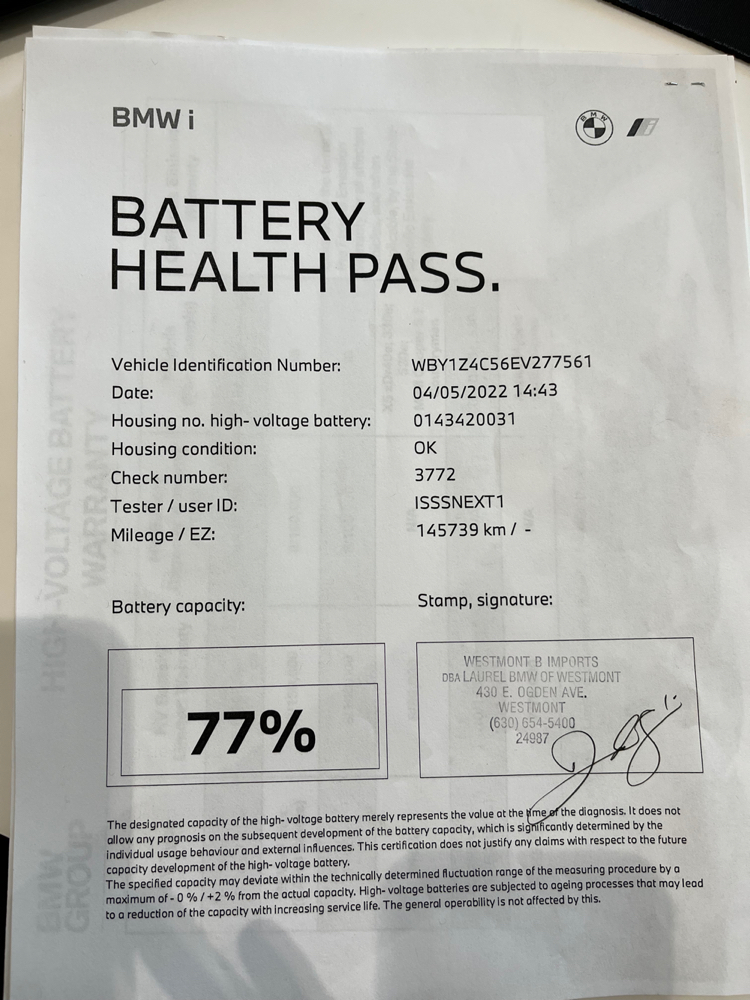 BMW i
BMW
BATTERY
HEALTH PASS.
Vehicle Identification Number: WBY1Z4C56EV277561
Date: 04/05/2022 14:43
Housing no. high- voltage battery: 0143420031
Housing condition: OK
Check number: 3772
Tester / user ID: ISSSNEXT1
Mileage / EZ: 145739 km / -
Battery capacity:
77%
Stamp, signature:
WESTMONT B IMPORTS
DBA LAUREL BMW OF WESTMONT
430 E. OGDEN AVE.
WESTMONT
(630) 654-5400
24987
The designated capacity of the high- voltage battery merely represents the value at the time of the diagnosis. It does not
allow any prognosis on the subsequent development of the battery capacity, which is significantly determined by the
individual usage behaviour and external influences. This certification does not justify any claims with respect to the future
capacity development of the high- voltage battery.
The specified capacity may deviate within the technically determined fluctuation range of the measuring procedure by a
maximum of - 0 % / +2 % from the actual capacity. High- voltage batteries are subjected to ageing processes that may lead
to a reduction of the capacity with increasing service life. The general operability is not affected by this.
HIGH-VOLTAGE BATTERY
WARRANTY
BMW
GROUP